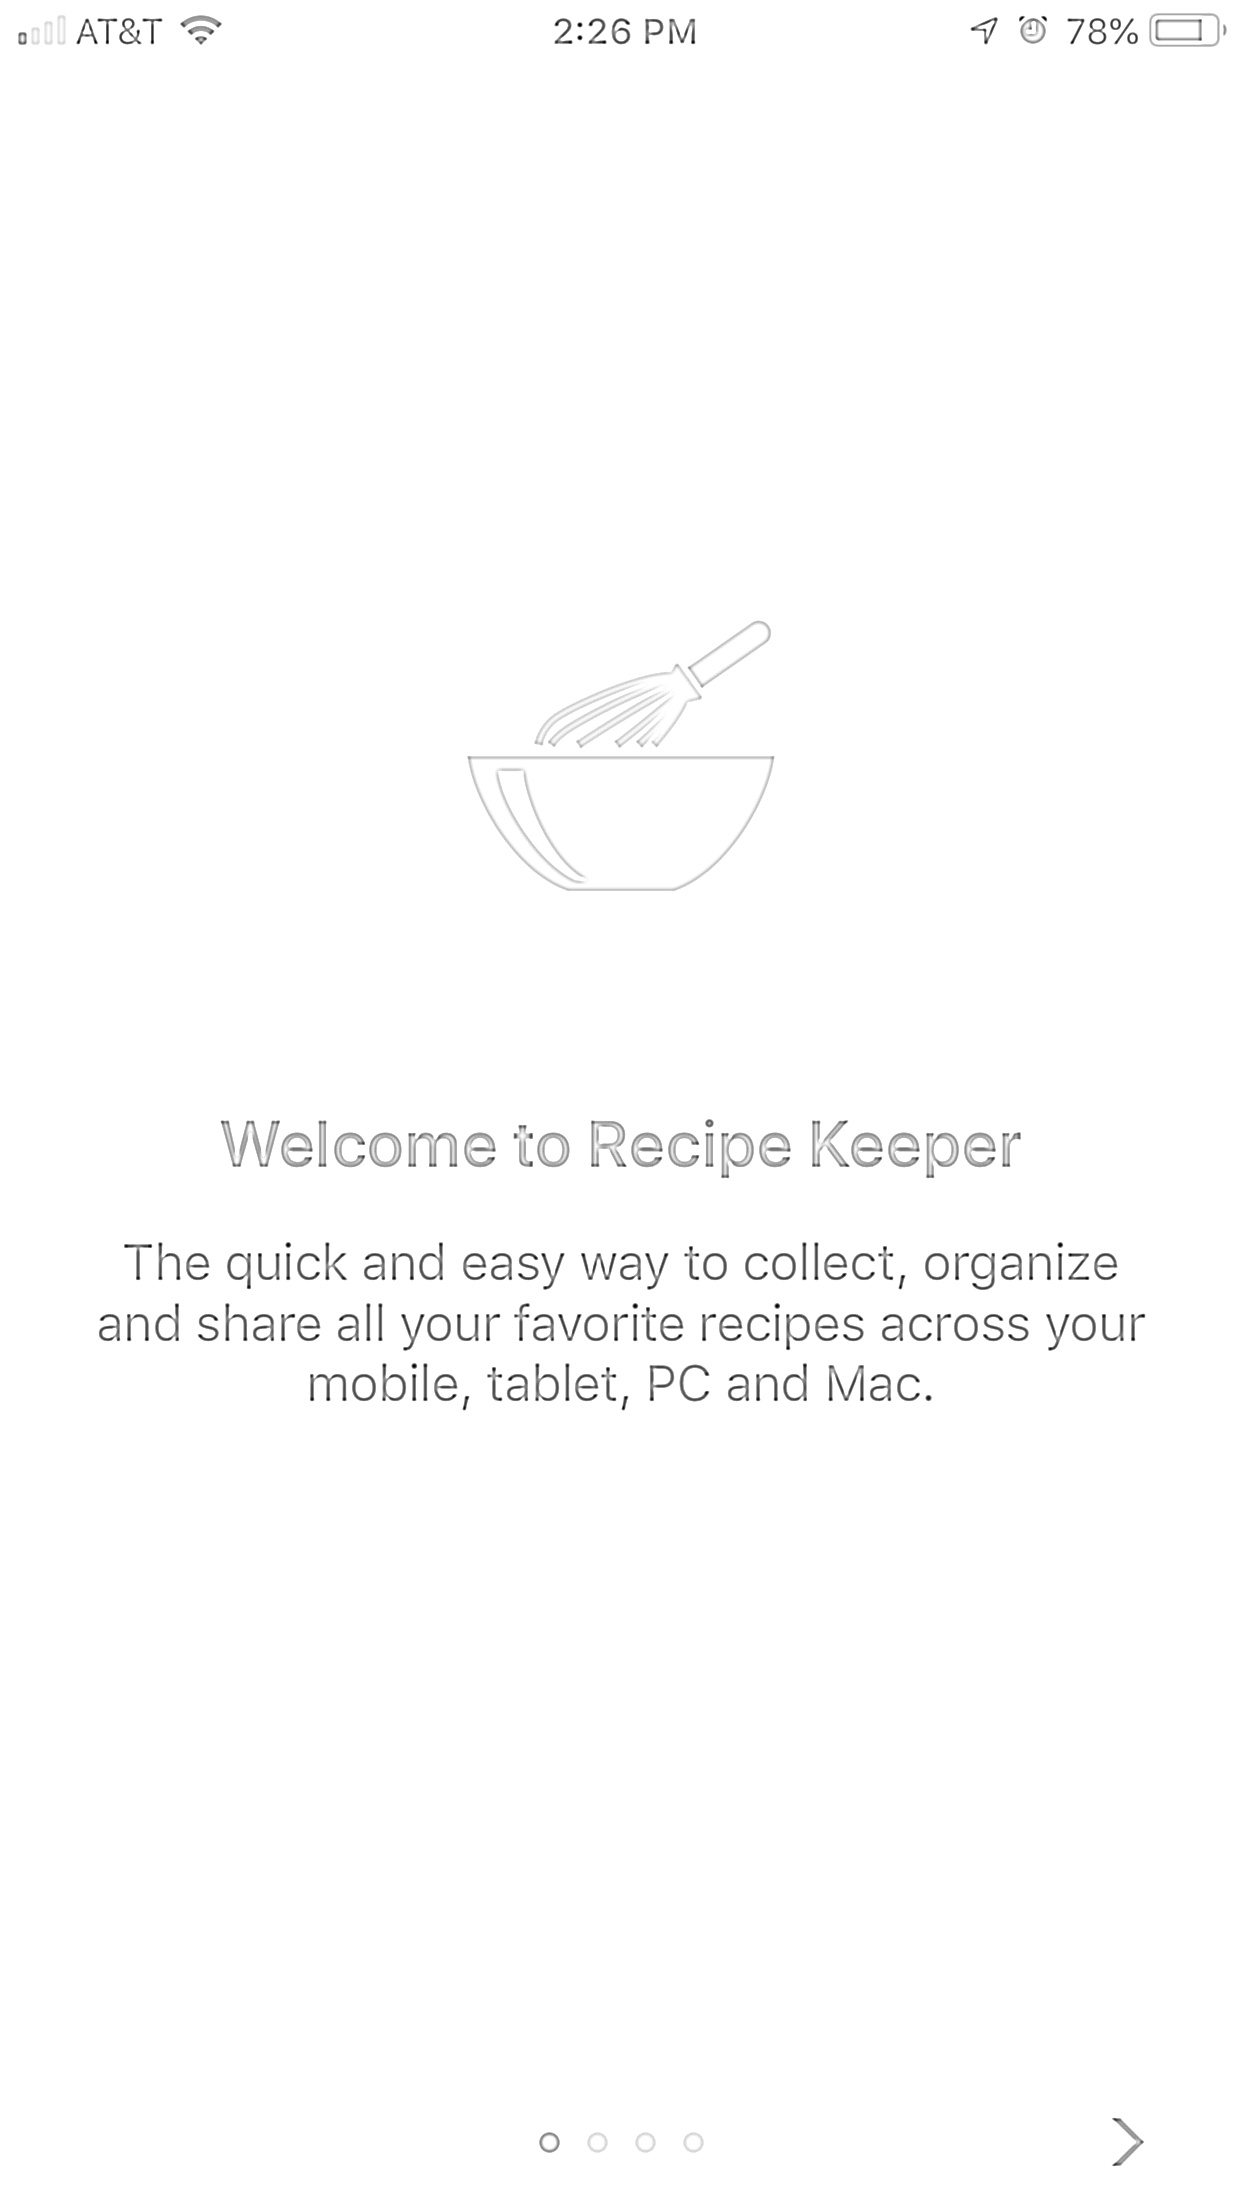 AT&T 2:26 PM 78%
Welcome to Recipe Keeper
The quick and easy way to collect, organize
and share all your favorite recipes across your
mobile, tablet, PC and Mac.